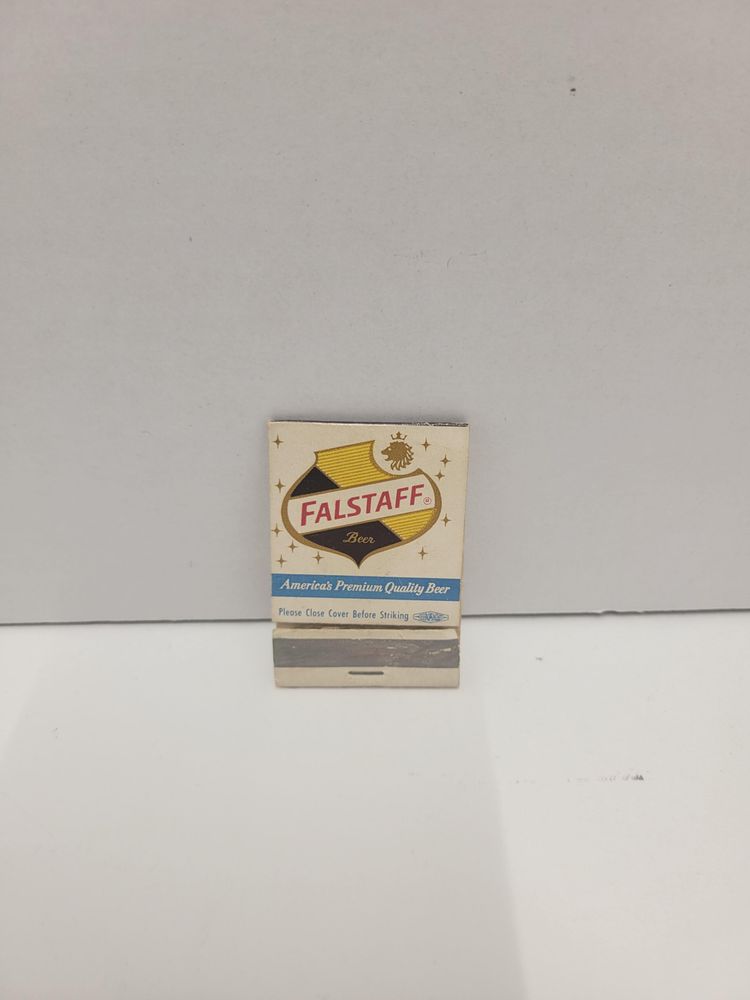 FALSTAFF ®
Beer
America's Premium Quality Beer
Please Close Cover Before Striking